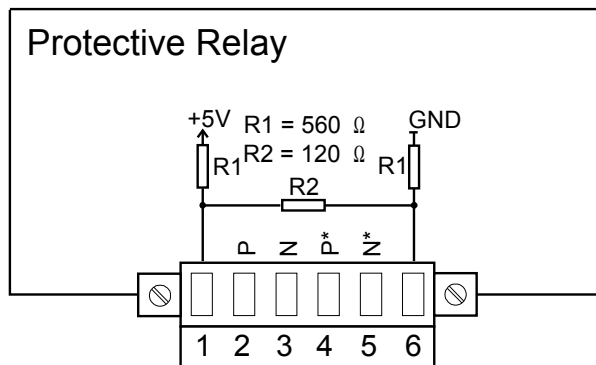 Protective Relay
+5V R1 = 560 Ω GND
R1 R2 = 120 Ω R1
R2
P N P* N*
1 2 3 4 5 6